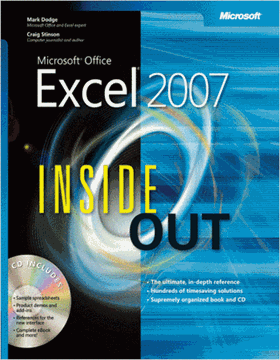 Mark Dodge
Microsoft Office and Excel expert
Microsoft
Craig Stinson
Computer journalist and author
Microsoft® Office
Excel® 2007
INSIDE
OUT
CD INCLUDES
• Sample spreadsheets
• Product demos and
add-ins
• References for the
new interface
• Complete eBook
and more!
• The ultimate, in-depth reference
• Hundreds of timesaving solutions
• Supremely organized book and CD